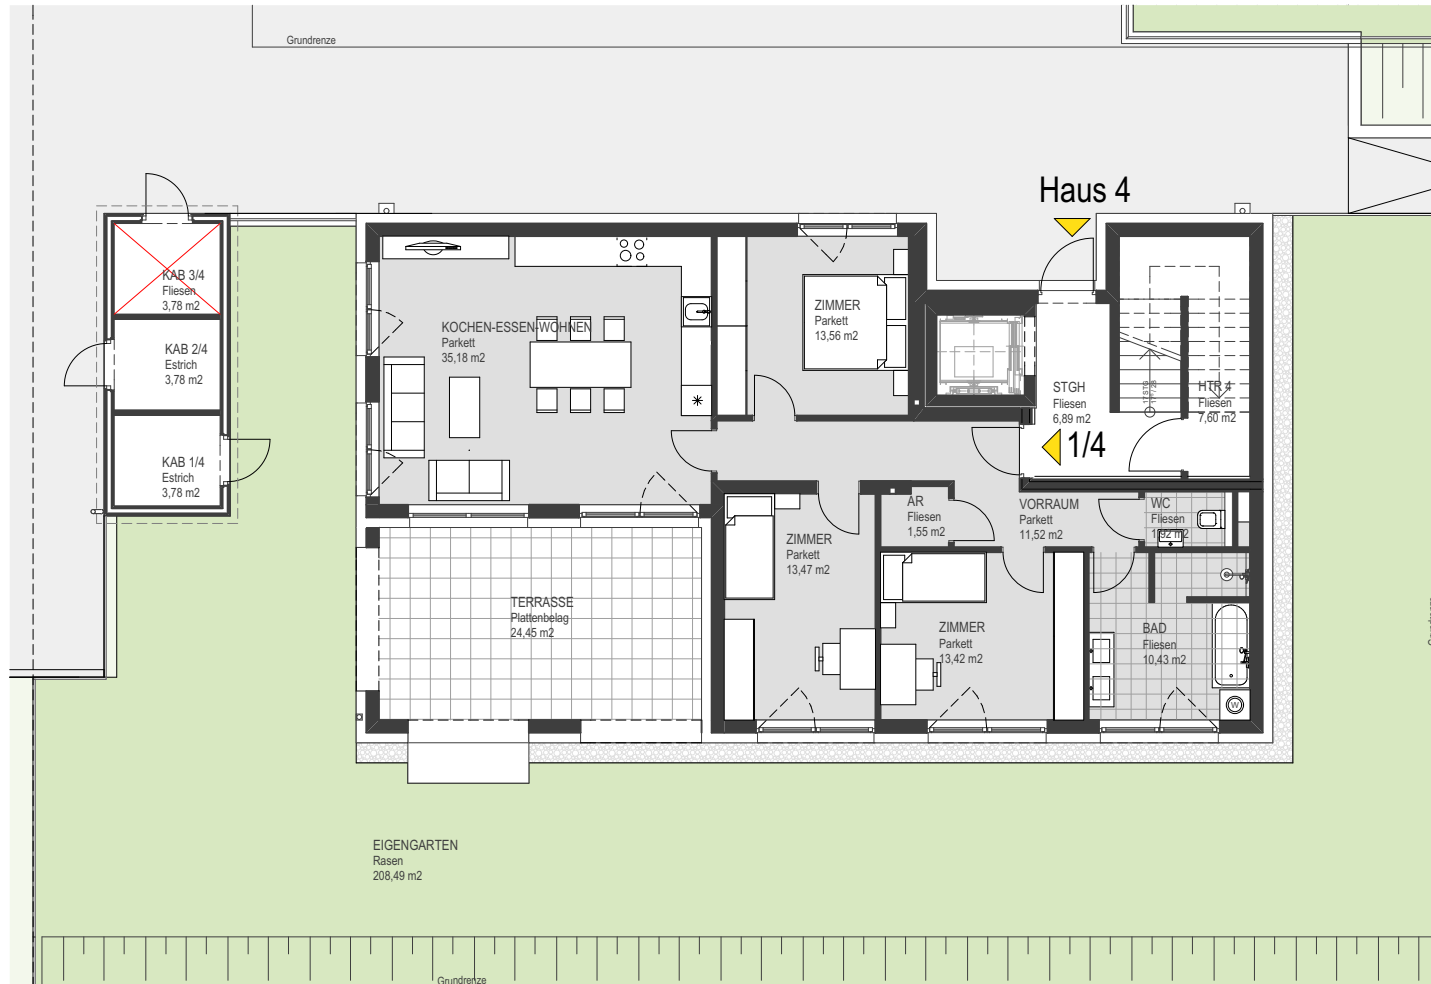 Grundrenze
Haus 4
KAB 3/4
Fliesen
3,78 m2
KAB 2/4
Estrich
3,78 m2
KAB 1/4
Estrich
3,78 m2
KOCHEN-ESSEN-WOHNEN
Parkett
35,18 m2
ZIMMER
Parkett
13,56 m2
STGH
Fliesen
6,89 m2
HTR 4
Fliesen
7,60 m2
1/4
AR
Fliesen
1,55 m2
VORRAUM
Parkett
11,52 m2
WC
Fliesen
1,92 m2
ZIMMER
Parkett
13,47 m2
ZIMMER
Parkett
13,42 m2
BAD
Fliesen
10,43 m2
W
TERRASSE
Plattenbelag
24,45 m2
EIGENGARTEN
Rasen
208,49 m2
Grundrenze